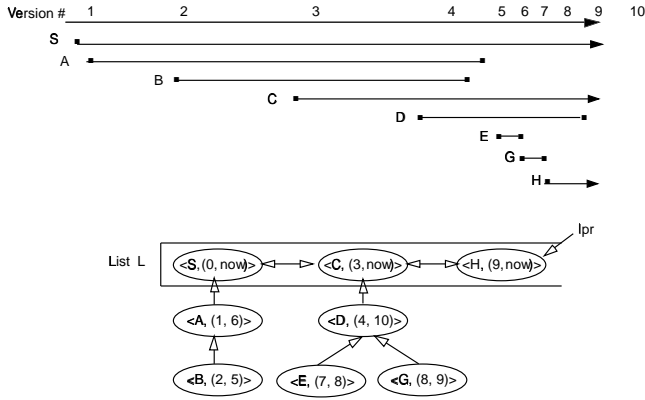 Version # 1 2 3 4 5 6 7 8 9 10
S
A
B
C
D
E
G
H
lpr
List L <S,(0, now)> <C, (3,now)> <H, (9,now)>
<A, (1, 6)> <D, (4, 10)>
<B, (2, 5)> <E, (7, 8)> <G, (8, 9)>